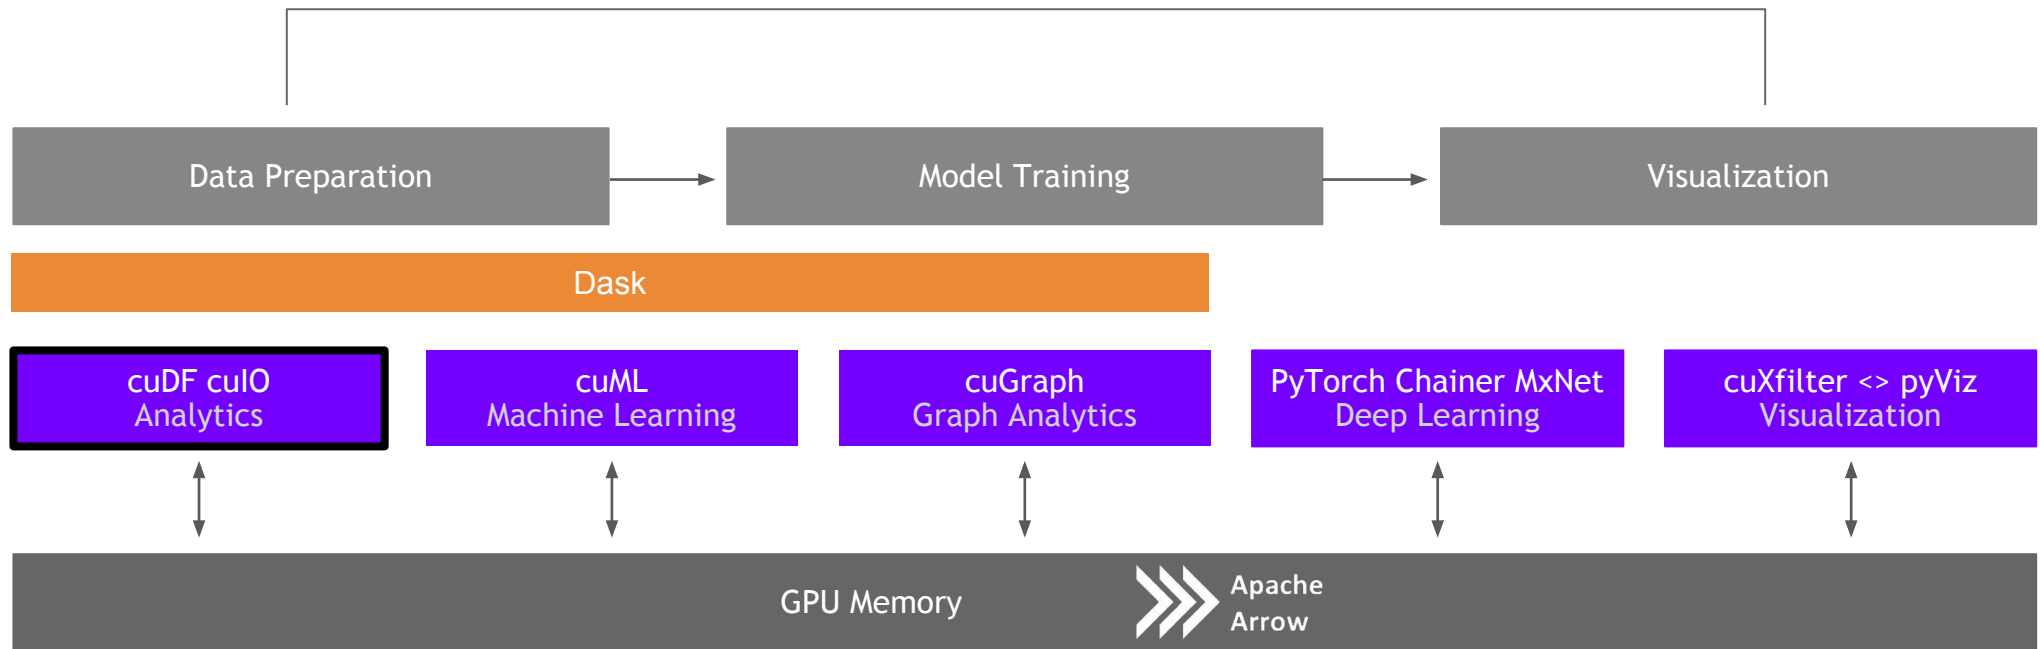 Data Preparation
Model Training
Visualization
Dask
cuDF cuIO
Analytics
cuML
Machine Learning
cuGraph
Graph Analytics
PyTorch Chainer MxNet
Deep Learning
cuXfilter <> pyViz
Visualization
GPU Memory
Apache
Arrow